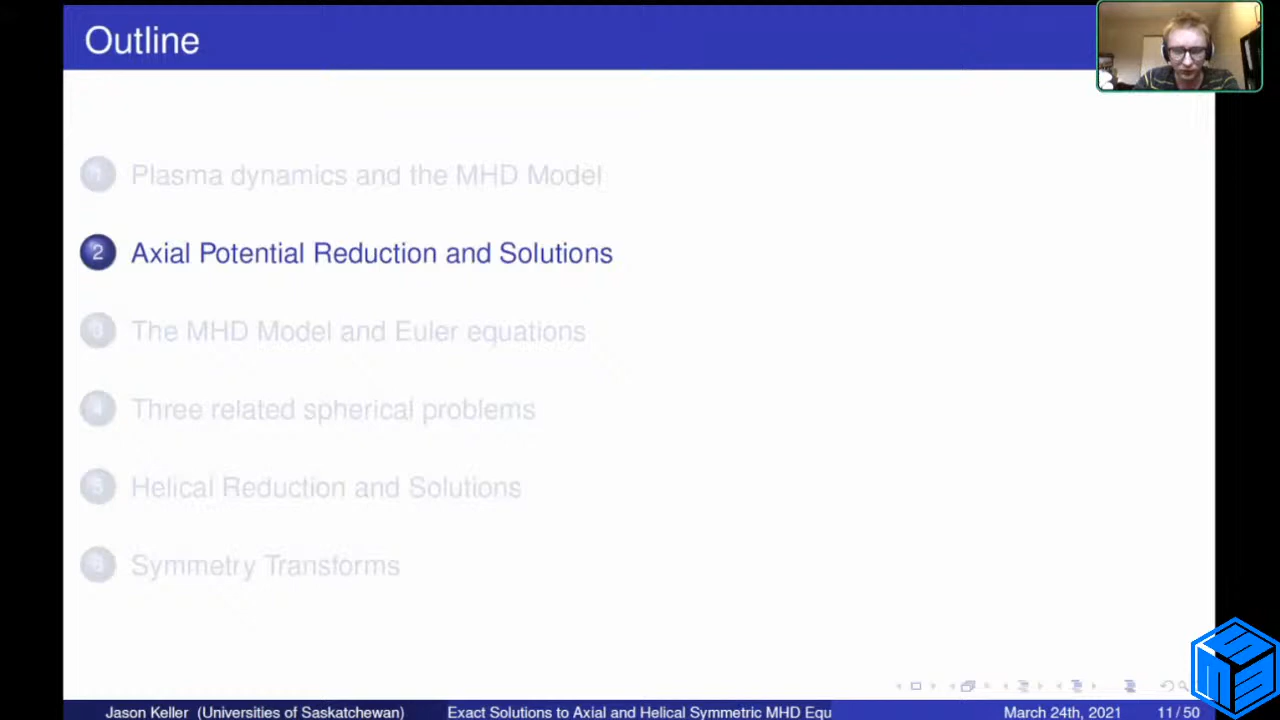 Outline
1 Plasma dynamics and the MHD Model
2 Axial Potential Reduction and Solutions
3 The MHD Model and Euler equations
4 Three related spherical problems
5 Helical Reduction and Solutions
6 Symmetry Transforms
Jason Keller (Universities of Saskatchewan) Exact Solutions to Axial and Helical Symmetric MHD Equ March 24th, 2021 11/50